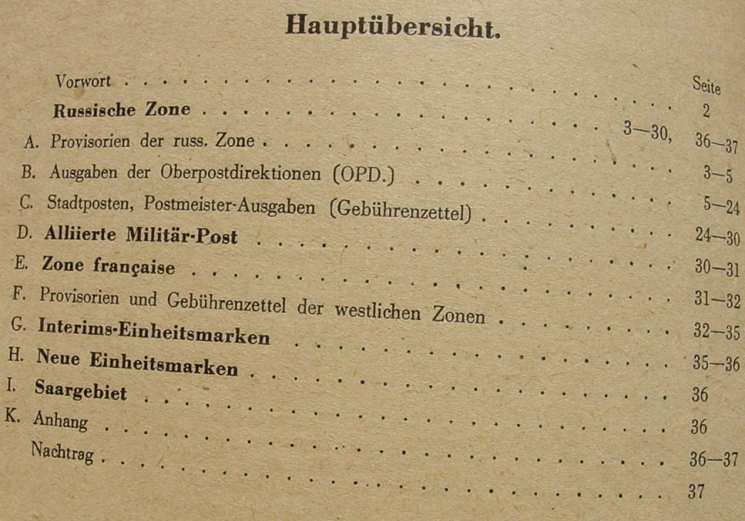 Hauptübersicht.
Seite
Vorwort 2
Russische Zone 3—30, 36—37
A. Provisorien der russ. Zone 3—5
B. Ausgaben der Oberpostdirektionen (OPD.) 5—24
C. Stadtposten, Postmeister-Ausgaben (Gebührenzettel) 24—30
D. Alliierte Militär-Post 30—31
E. Zone française 31—32
F. Provisorien und Gebührenzettel der westlichen Zonen 32—35
G. Interims-Einheitsmarken 35—36
H. Neue Einheitsmarken 36
I. Saargebiet 36
K. Anhang 36—37
Nachtrag 37